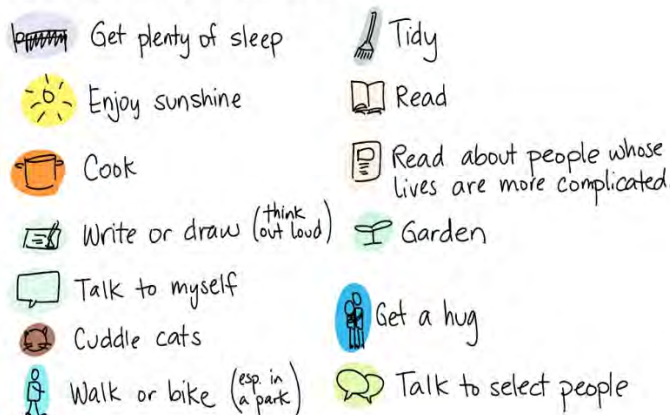 Get plenty of sleep
Enjoy sunshine
Cook
Write or draw (think out loud)
Talk to myself
Cuddle cats
Walk or bike (esp. in a park)
Tidy
Read
Read about people whose
lives are more complicated
Garden
Get a hug
Talk to select people